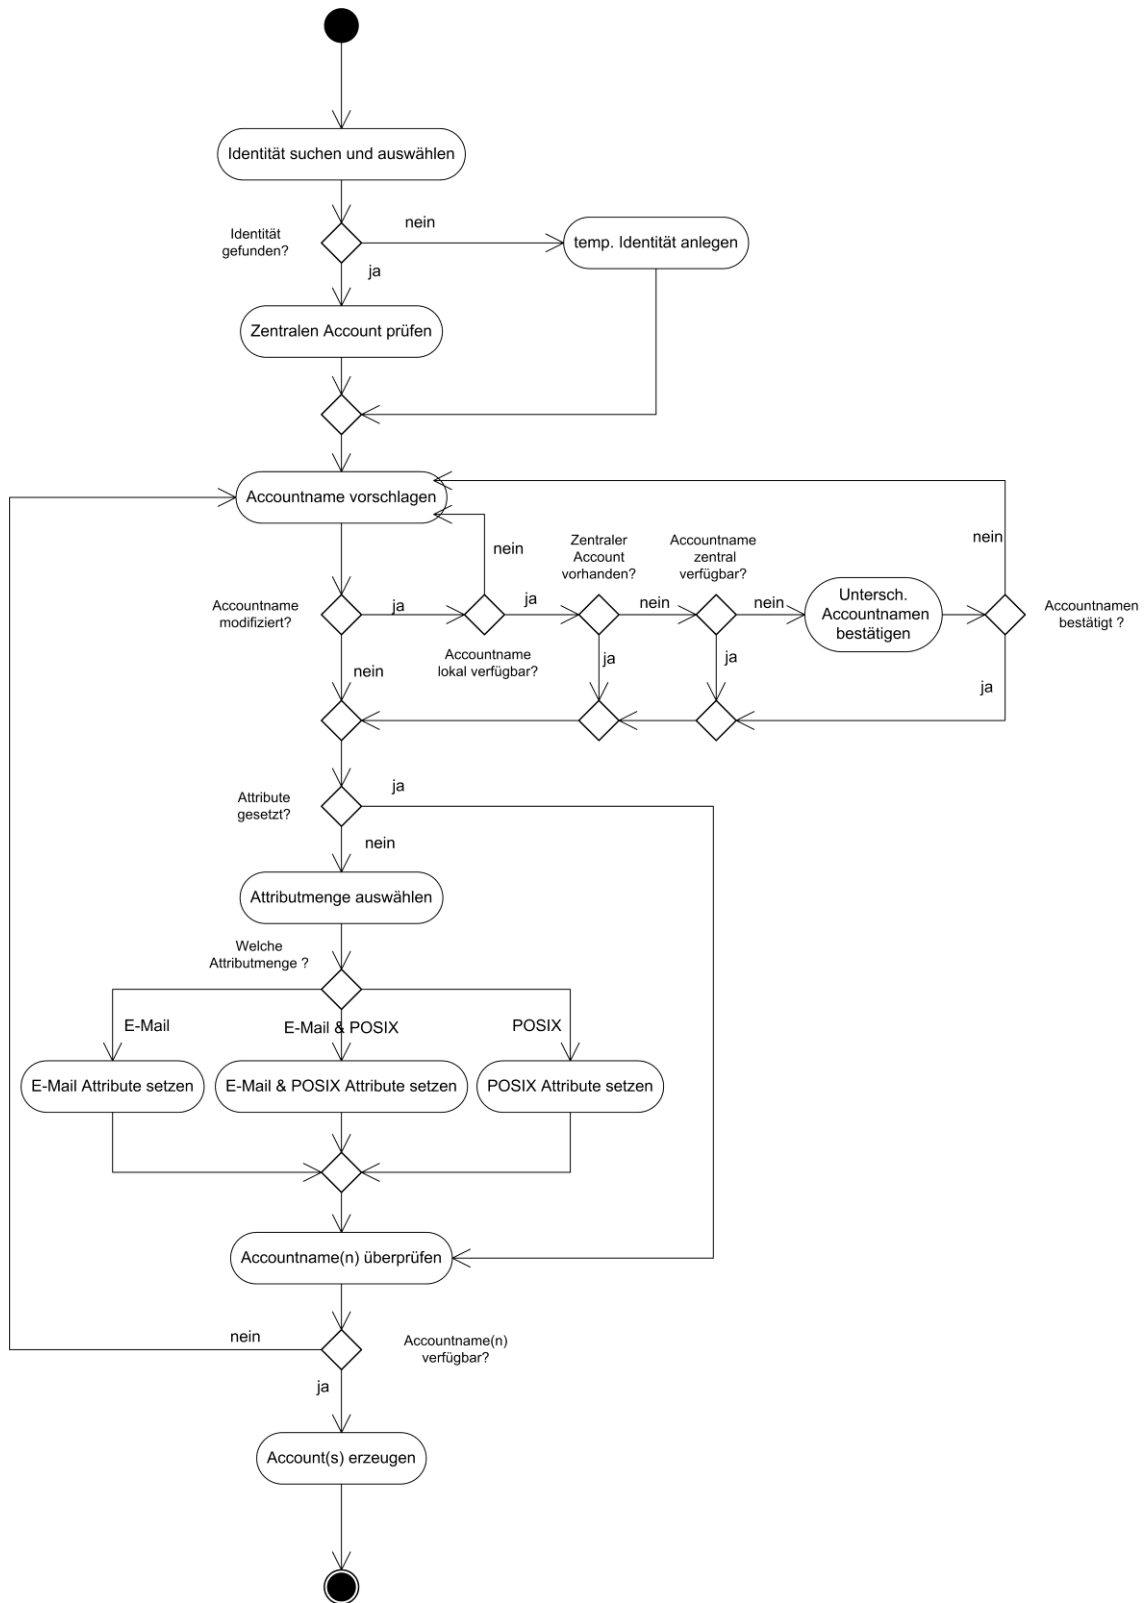 Identität suchen und auswählen
Identität
gefunden?
nein
temp. Identität anlegen
ja
Zentralen Account prüfen
Accountname vorschlagen
nein
nein
Zentraler
Account
vorhanden?
Accountname
zentral
verfügbar?
Accountname
modifiziert?
ja
ja
nein
nein
Untersch.
Accountnamen
bestätigen
Accountnamen
bestätigt ?
Accountname
lokal verfügbar?
nein
ja
ja
ja
Attribute
gesetzt?
ja
nein
Attributmenge auswählen
Welche
Attributmenge ?
E-Mail
E-Mail & POSIX
POSIX
E-Mail Attribute setzen
E-Mail & POSIX Attribute setzen
POSIX Attribute setzen
Accountname(n) überprüfen
nein
Accountname(n)
verfügbar?
ja
Account(s) erzeugen